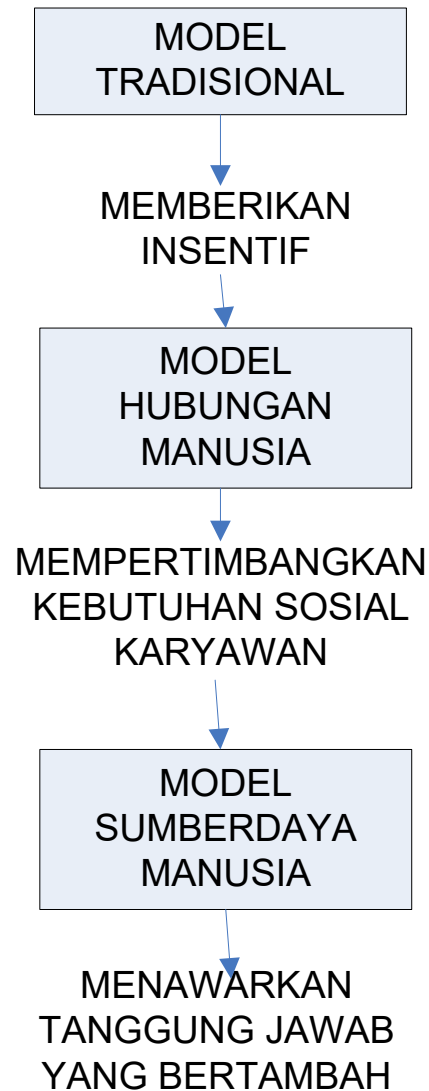 MODEL
TRADISIONAL
MEMBERIKAN
INSENTIF
MODEL
HUBUNGAN
MANUSIA
MEMPERTIMBANGKAN
KEBUTUHAN SOSIAL
KARYAWAN
MODEL
SUMBERDAYA
MANUSIA
MENAWARKAN
TANGGUNG JAWAB
YANG BERTAMBAH